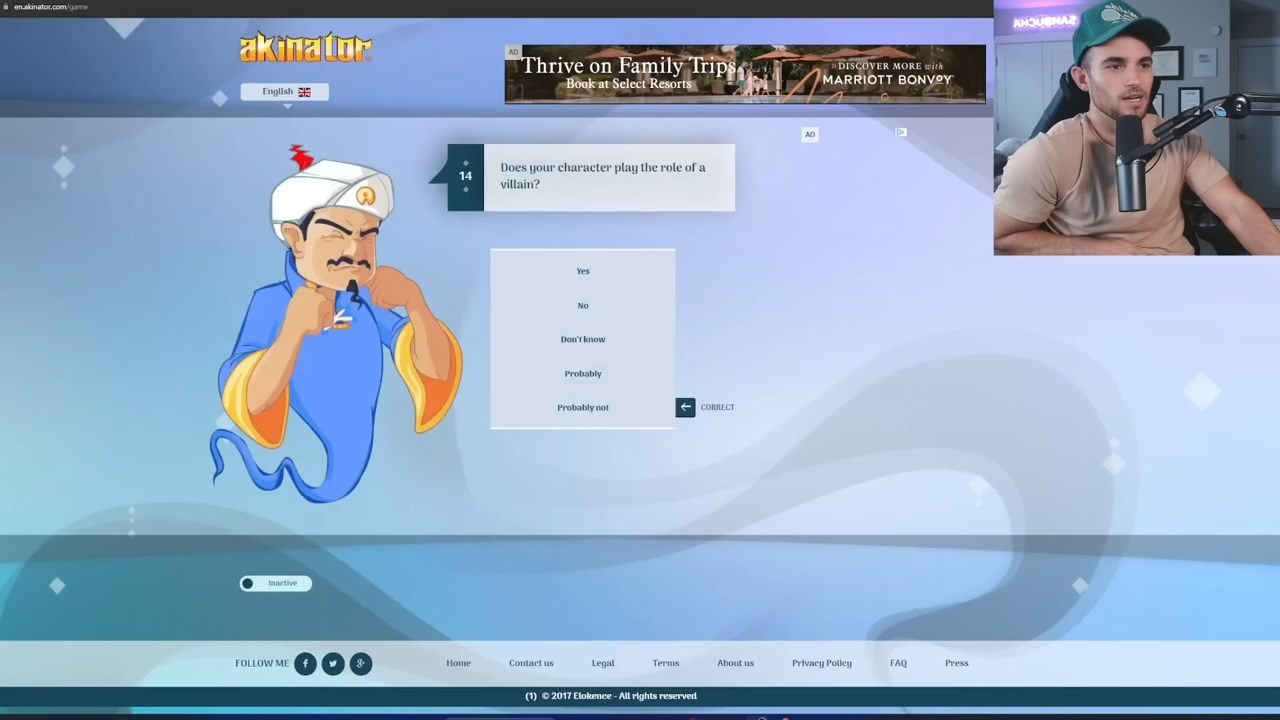 en.akinator.com/game
akinator
English
AD
Thrive on Family Trips
Book at Select Resorts
DISCOVER MORE with
MARRIOTT BONVOY
SAMBUCHA
AD
14
Does your character play the role of a
villain?
Yes
No
Don't know
Probably
Probably not
CORRECT
Inactive
FOLLOW ME
Home
Contact us
Legal
Terms
About us
Privacy Policy
FAQ
Press
(1) © 2017 Elokence - All rights reserved